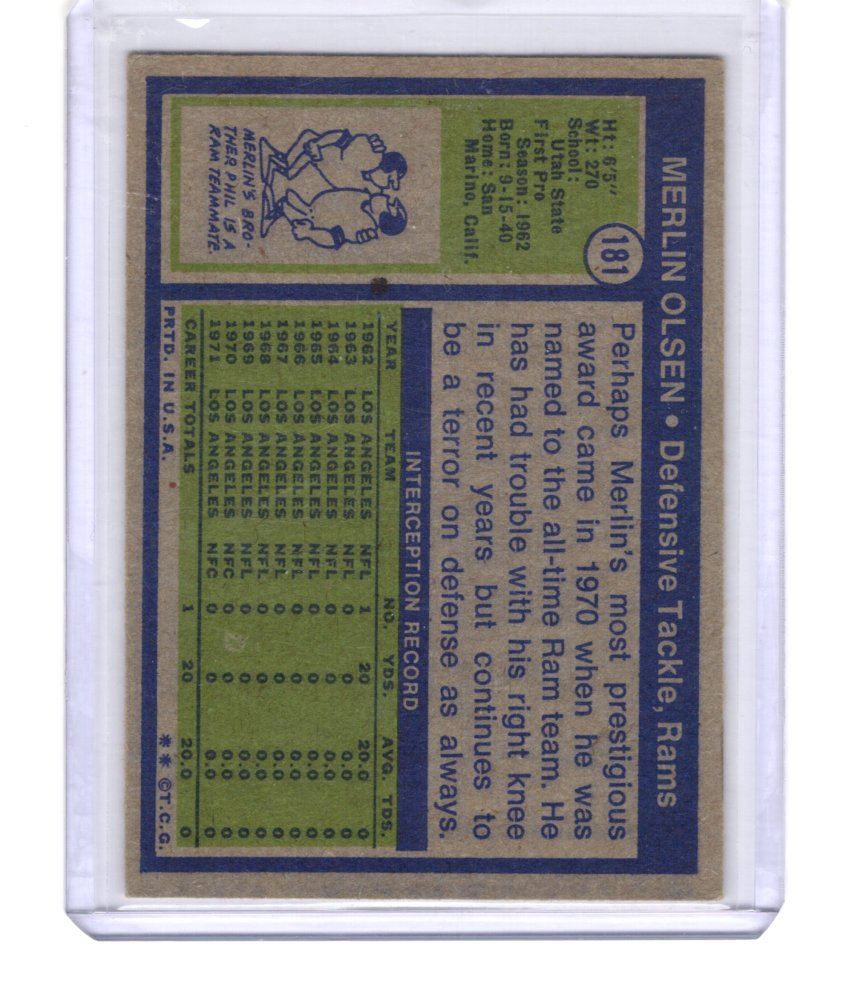 MERLIN OLSEN • Defensive Tackle, Rams
181
Ht: 6'5"
Wt: 270
School:
Utah State
First Pro
Season: 1962
Born: 9-15-40
Home: San
Marino, Calif.
MERLIN'S BRO-
THER PHIL IS A
RAM TEAMMATE.
Perhaps Merlin's most prestigious
award came in 1970 when he was
named to the all-time Ram team. He
has had trouble with his right knee
in recent years but continues to
be a terror on defense as always.
INTERCEPTION RECORD
YEAR TEAM NO. YDS. AVG. TDS.
1962 LOS ANGELES NFL 1 20 20.0 0
1963 LOS ANGELES NFL 0 0 0.0 0
1964 LOS ANGELES NFL 0 0 0.0 0
1965 LOS ANGELES NFL 0 0 0.0 0
1966 LOS ANGELES NFL 0 0 0.0 0
1967 LOS ANGELES NFL 0 0 0.0 0
1968 LOS ANGELES NFL 0 0 0.0 0
1969 LOS ANGELES NFL 0 0 0.0 0
1970 LOS ANGELES NFC 0 0 0.0 0
1971 LOS ANGELES NFC 0 0 0.0 0
CAREER TOTALS 1 20 20.0 0
PRTD. IN U.S.A. ** ©T.C.G.